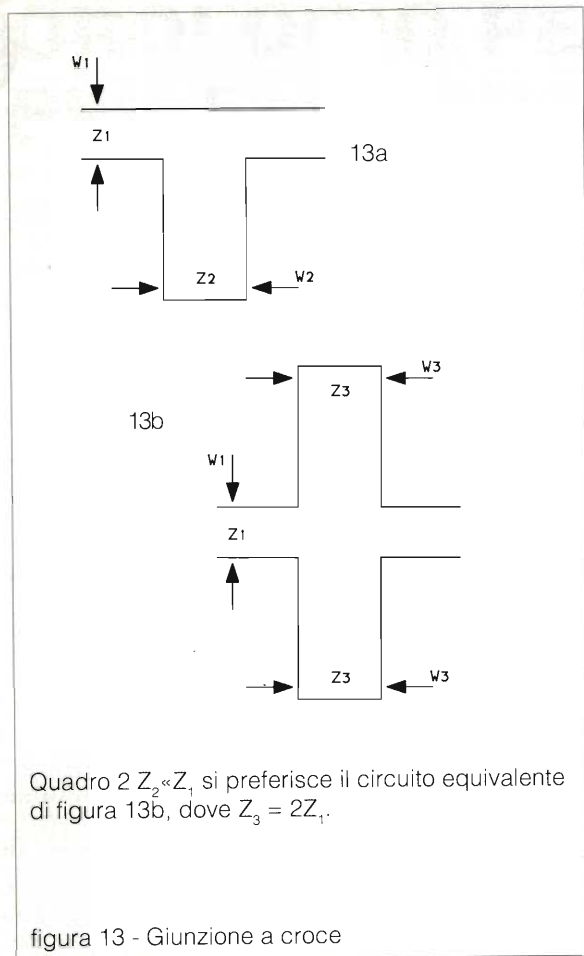 W1
Z1
13a
Z2
W2
W3
Z3
13b
W1
Z1
Z3
W3
Quadro 2 Z₂«Z₁ si preferisce il circuito equivalente
di figura 13b, dove Z₃ = 2Z₁.
figura 13 - Giunzione a croce